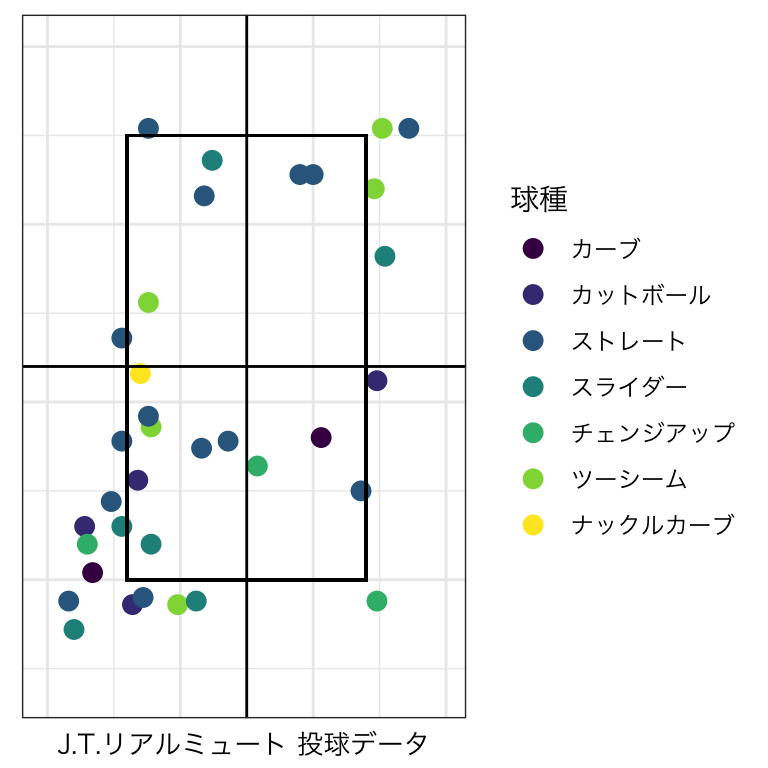 球種
カーブ
カットボール
ストレート
スライダー
チェンジアップ
ツーシーム
ナックルカーブ
J.T.リアルミュート 投球データ